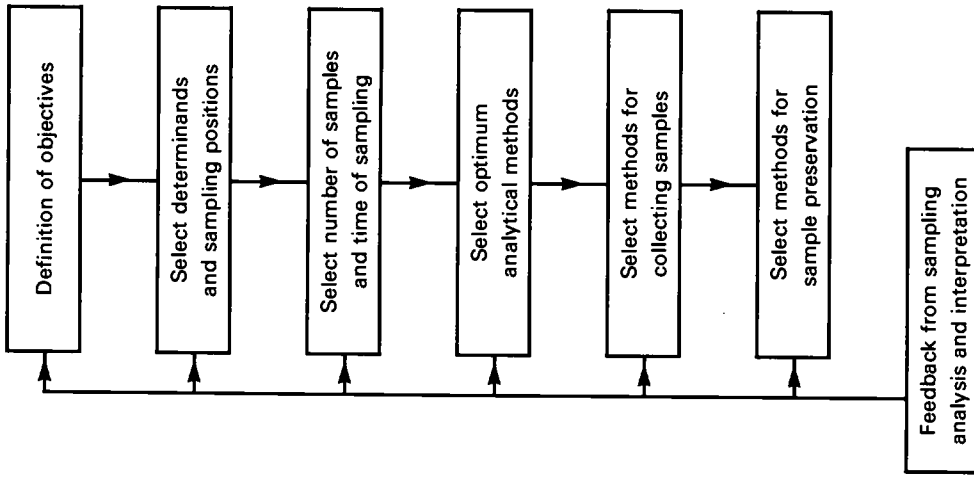 Definition of objectives
Select determinands
and sampling positions
Select number of samples
and time of sampling
Select optimum
analytical methods
Select methods for
collecting samples
Select methods for
sample preservation
Feedback from sampling
analysis and interpretation